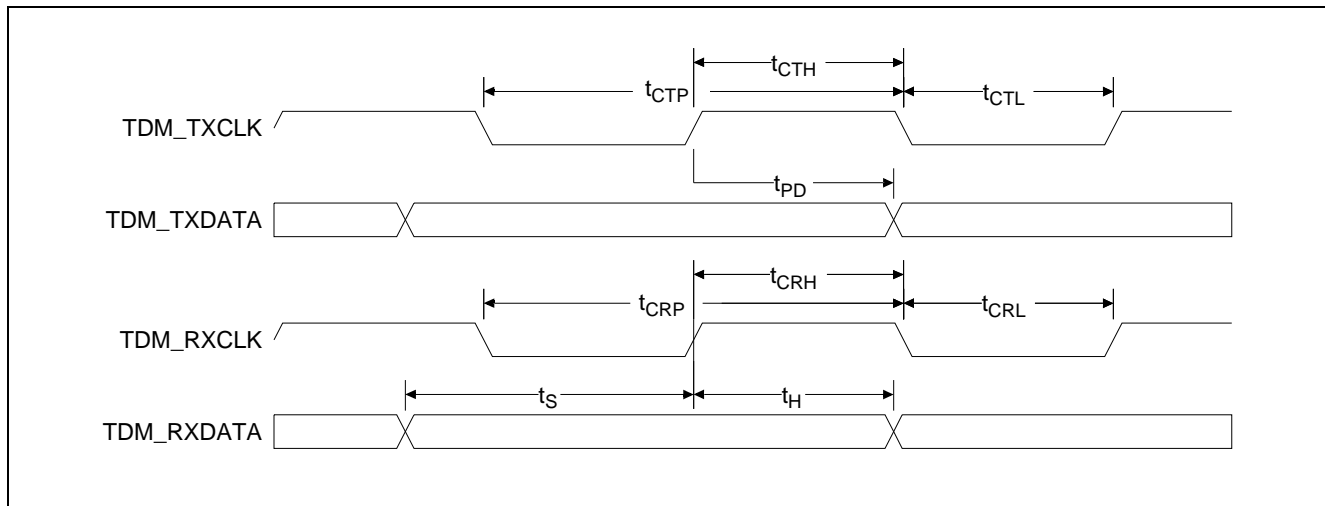 tCTH
tCTP
tCTL
TDM_TXCLK
tPD
TDM_TXDATA
tCRH
tCRP
tCRL
TDM_RXCLK
tS
tH
TDM_RXDATA